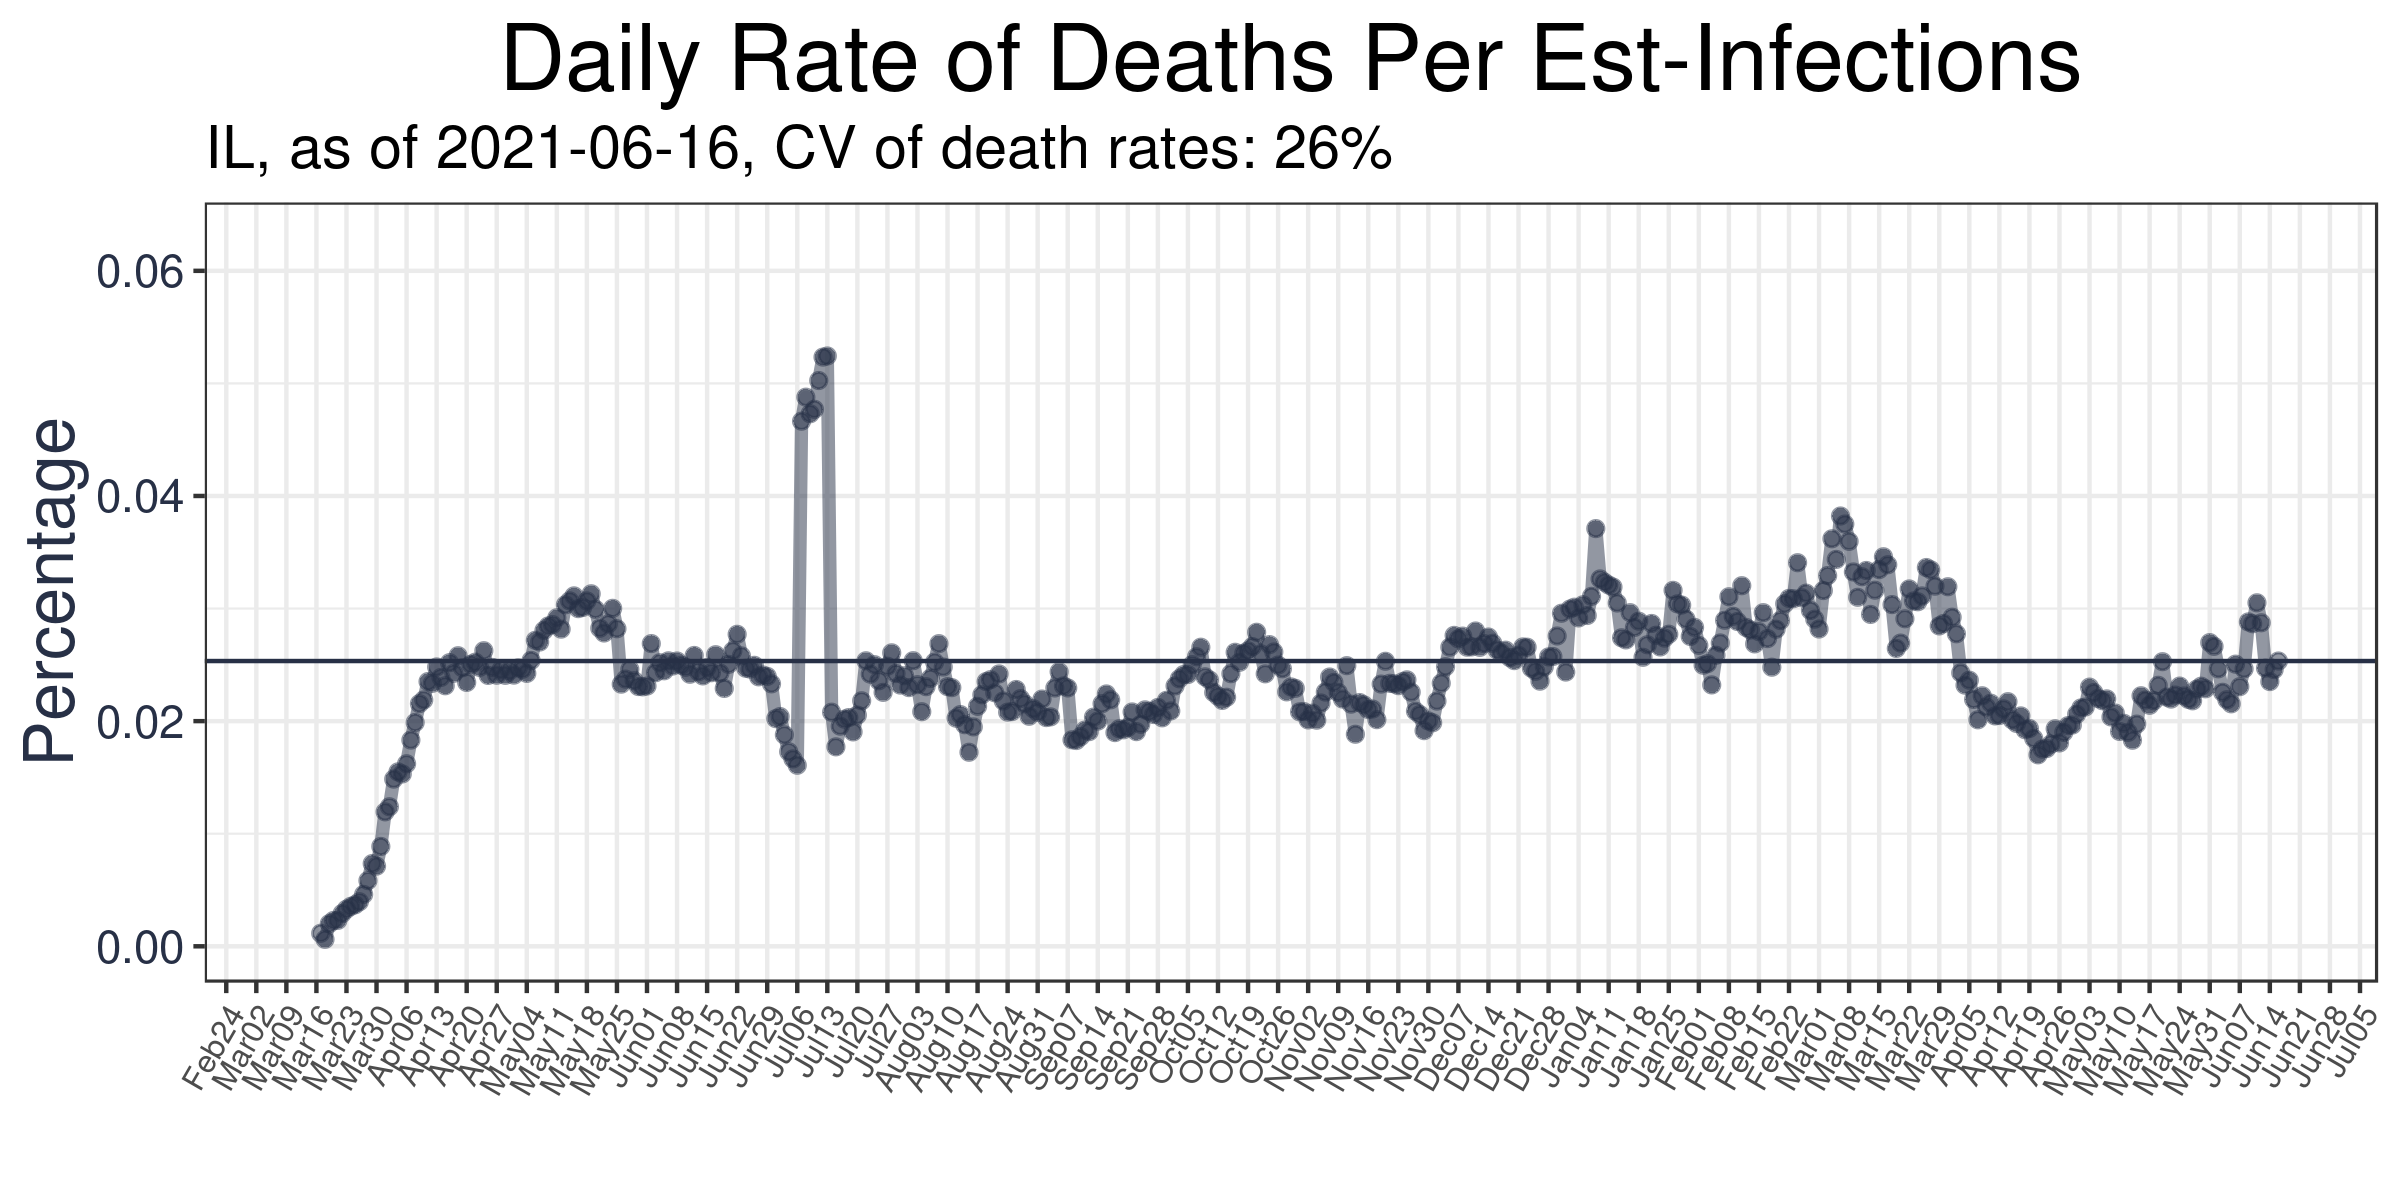 Daily Rate of Deaths Per Est-Infections
IL, as of 2021-06-16, CV of death rates: 26%
Percentage
0.06
0.04
0.02
0.00
Feb24
Mar02
Mar09
Mar16
Mar23
Mar30
Apr06
Apr13
Apr20
Apr27
May04
May11
May18
May25
Jun01
Jun08
Jun15
Jun22
Jun29
Jul06
Jul13
Jul20
Jul27
Aug03
Aug10
Aug17
Aug24
Aug31
Sep07
Sep14
Sep21
Sep28
Oct05
Oct12
Oct19
Oct26
Nov02
Nov09
Nov16
Nov23
Nov30
Dec07
Dec14
Dec21
Dec28
Jan04
Jan11
Jan18
Jan25
Feb01
Feb08
Feb15
Feb22
Mar01
Mar08
Mar15
Mar22
Mar29
Apr05
Apr12
Apr19
Apr26
May03
May10
May17
May24
May31
Jun07
Jun14
Jun21
Jun28
Jul05